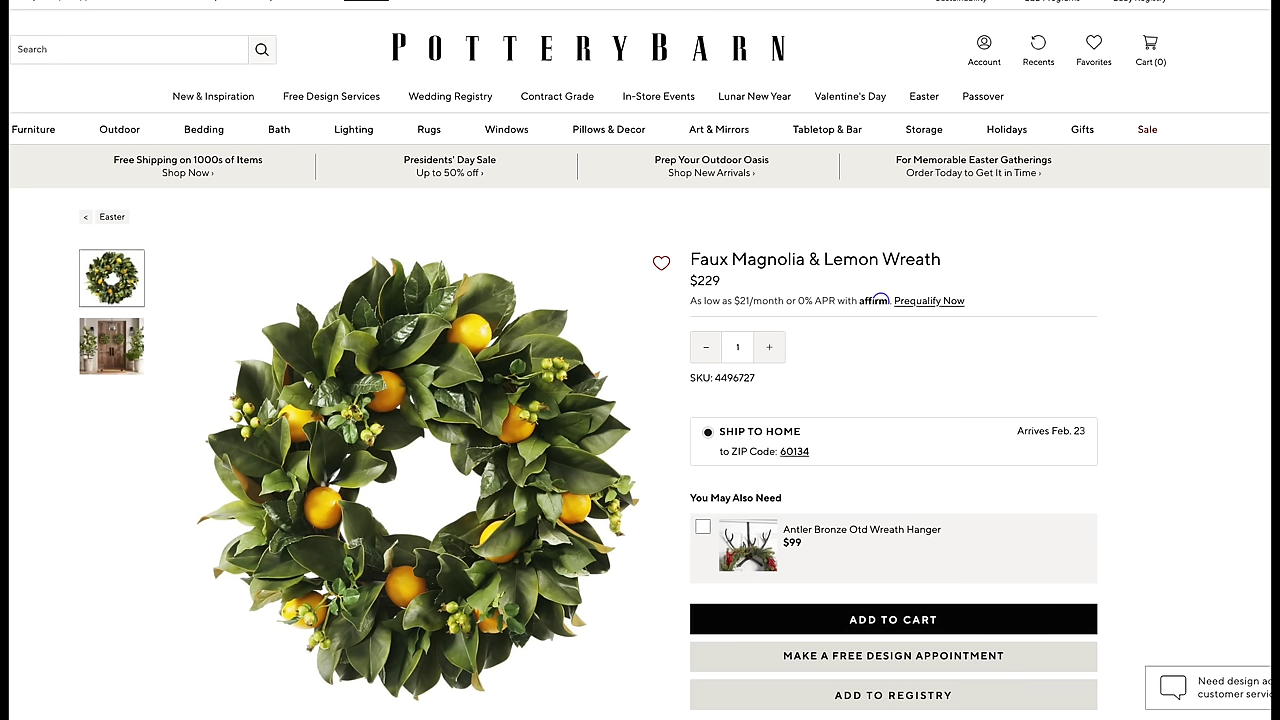 Search
POTTERYBARN
Account
Recents
Favorites
Cart (0)
New & Inspiration
Free Design Services
Wedding Registry
Contract Grade
In-Store Events
Lunar New Year
Valentine's Day
Easter
Passover
Furniture
Outdoor
Bedding
Bath
Lighting
Rugs
Windows
Pillows & Decor
Art & Mirrors
Tabletop & Bar
Storage
Holidays
Gifts
Sale
Free Shipping on 1000s of Items
Shop Now ›
Presidents' Day Sale
Up to 50% off ›
Prep Your Outdoor Oasis
Shop New Arrivals ›
For Memorable Easter Gatherings
Order Today to Get It in Time ›
< Easter
Faux Magnolia & Lemon Wreath
$229
As low as $21/month or 0% APR with affirm. Prequalify Now
− 1 +
SKU: 4496727
SHIP TO HOME
Arrives Feb. 23
to ZIP Code: 60134
You May Also Need
Antler Bronze Otd Wreath Hanger
$99
ADD TO CART
MAKE A FREE DESIGN APPOINTMENT
ADD TO REGISTRY
Need design
customer